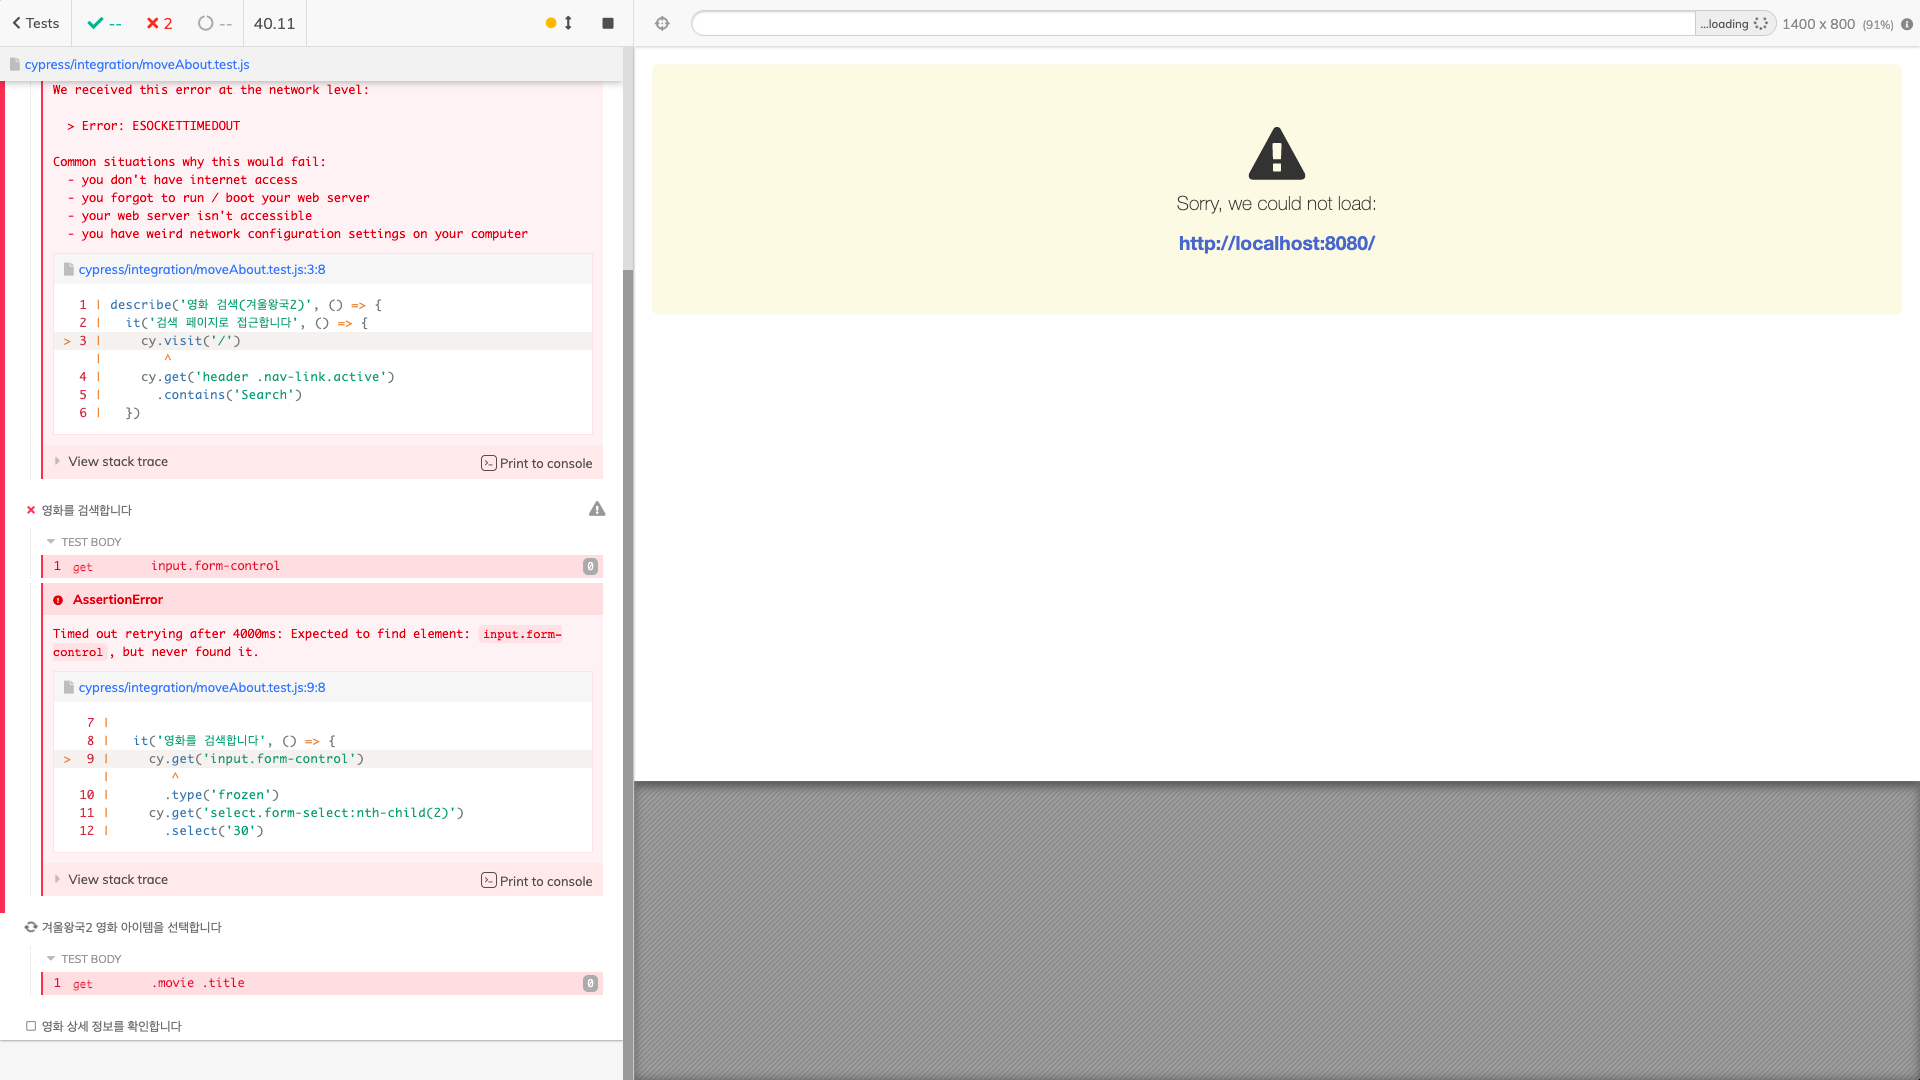 Tests
--
2
--
40.11
...loading
1400 x 800 (91%)
cypress/integration/moveAbout.test.js
We received this error at the network level:
> Error: ESOCKETTIMEDOUT
Common situations why this would fail:
- you don't have internet access
- you forgot to run / boot your web server
- your web server isn't accessible
- you have weird network configuration settings on your computer
cypress/integration/moveAbout.test.js:3:8
1 | describe('영화 검색(겨울왕국2)', () => {
2 | it('검색 페이지로 접근합니다', () => {
> 3 | cy.visit('/')
| ^
4 | cy.get('header .nav-link.active')
5 | .contains('Search')
6 | })
View stack trace
Print to console
영화를 검색합니다
TEST BODY
1 get input.form-control 0
AssertionError
Timed out retrying after 4000ms: Expected to find element: input.form-
control, but never found it.
cypress/integration/moveAbout.test.js:9:8
7 |
8 | it('영화를 검색합니다', () => {
> 9 | cy.get('input.form-control')
| ^
10 | .type('frozen')
11 | cy.get('select.form-select:nth-child(2)')
12 | .select('30')
View stack trace
Print to console
겨울왕국2 영화 아이템을 선택합니다
TEST BODY
1 get .movie .title 0
영화 상세 정보를 확인합니다
Sorry, we could not load:
http://localhost:8080/